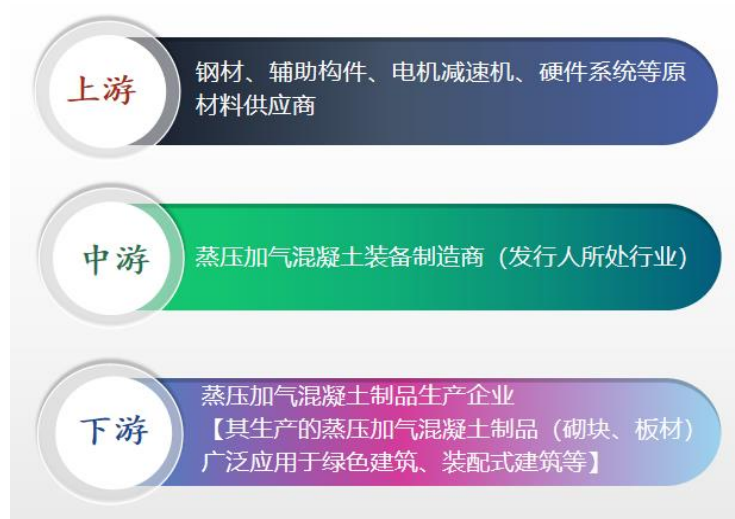 上游
钢材、辅助构件、电机减速机、硬件系统等原
材料供应商
中游
蒸压加气混凝土装备制造商（发行人所处行业）
下游
蒸压加气混凝土制品生产企业
【其生产的蒸压加气混凝土制品（砌块、板材）
广泛应用于绿色建筑、装配式建筑等】